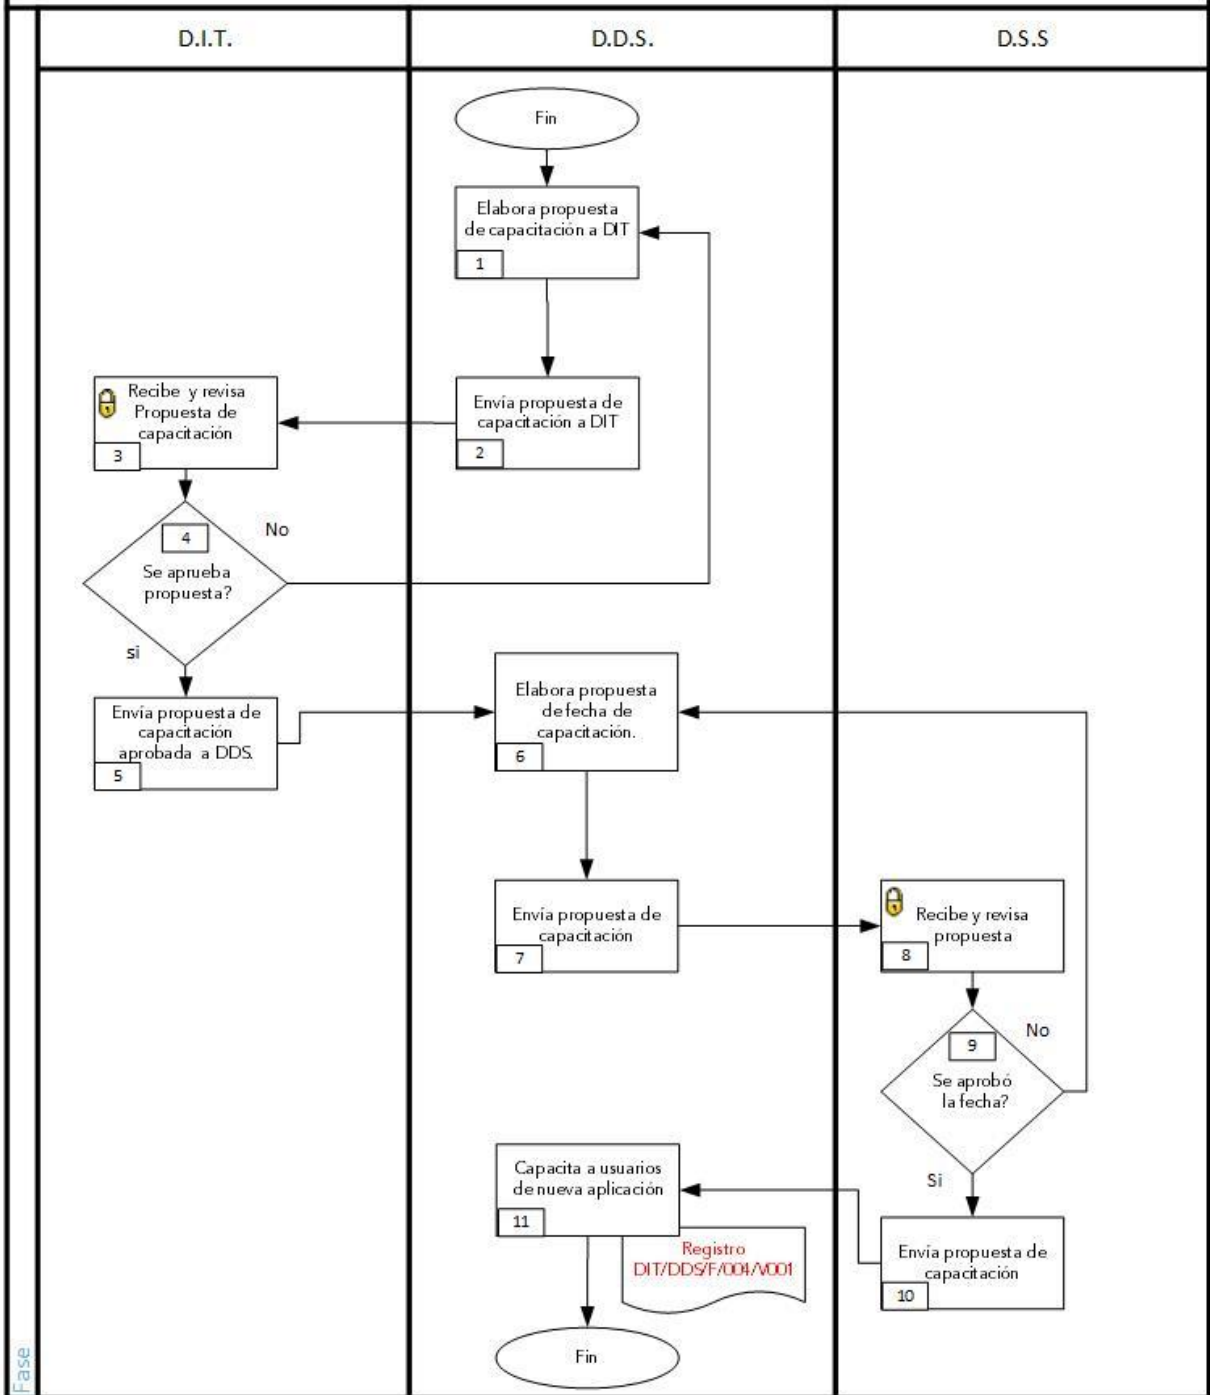 D.I.T.
D.D.S.
D.S.S
Fin
Elabora propuesta
de capacitación a DIT
1
Recibe y revisa
Propuesta de
capacitación
3
Envía propuesta de
capacitación a DIT
2
4
No
Se aprueba
propuesta?
si
Envía propuesta de
capacitación
aprobada a DDS.
5
Elabora propuesta
de fecha de
capacitación.
6
Envía propuesta de
capacitación
7
Recibe y revisa
propuesta
8
9
No
Se aprobó
la fecha?
Si
Capacita a usuarios
de nueva aplicación
11
Registro
DIT/DDS/F/004/V001
Envía propuesta de
capacitación
10
Fin
Fase